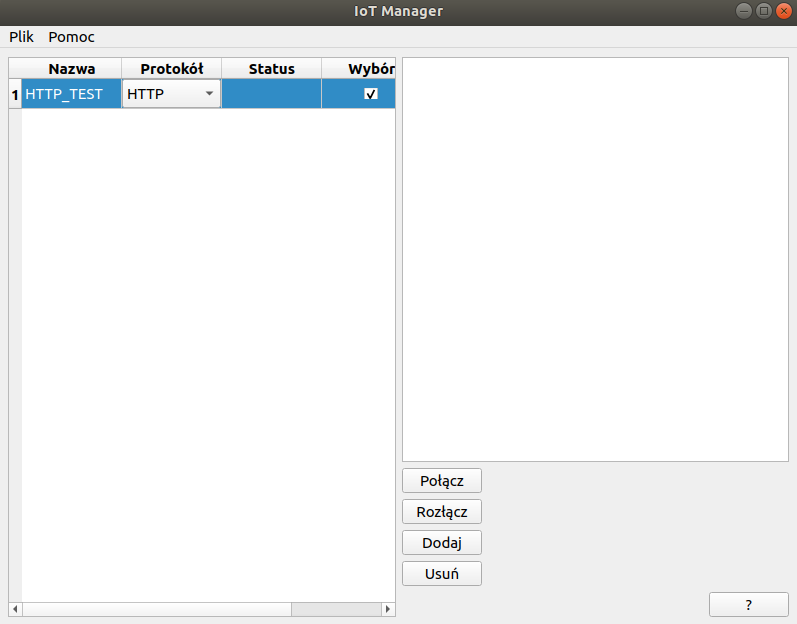 IoT Manager
Plik Pomoc
Nazwa Protokół Status Wybór
1 HTTP_TEST HTTP
Połącz
Rozłącz
Dodaj
Usuń
?